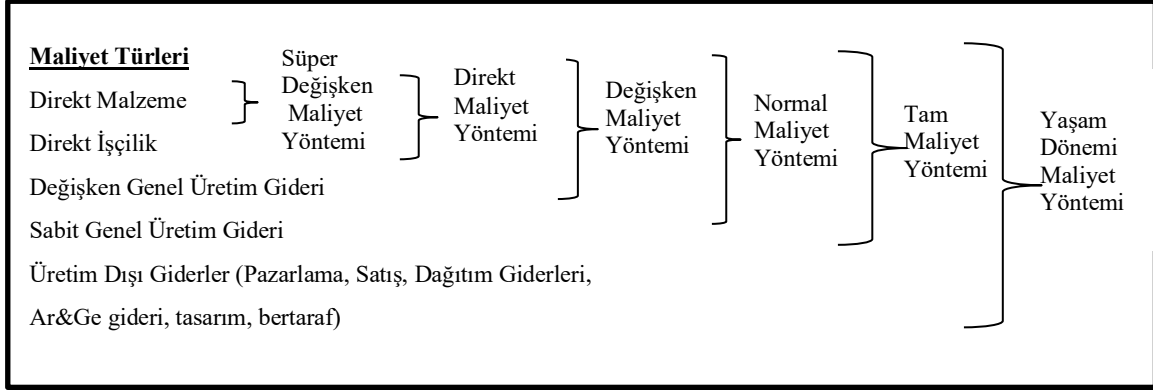 Maliyet Türleri
Direkt Malzeme
Direkt İşçilik
Değişken Genel Üretim Gideri
Sabit Genel Üretim Gideri
Üretim Dışı Giderler (Pazarlama, Satış, Dağıtım Giderleri,
Ar&Ge gideri, tasarım, bertaraf)
Süper
Değişken
Maliyet
Yöntemi
Direkt
Maliyet
Yöntemi
Değişken
Maliyet
Yöntemi
Normal
Maliyet
Yöntemi
Tam
Maliyet
Yöntemi
Yaşam
Dönemi
Maliyet
Yöntemi